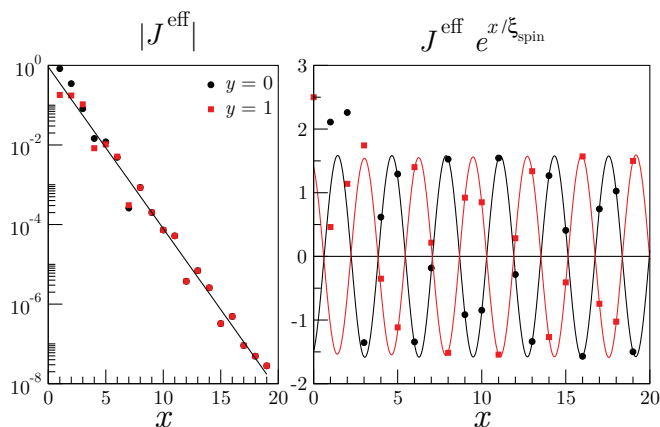 |J^eff|
J^eff e^x/ξ_spin
10^0
10^-2
10^-4
10^-6
10^-8
y = 0
y = 1
0 5 10 15 20
x
0 5 10 15 20
3
2
1
0
-1
-2
x